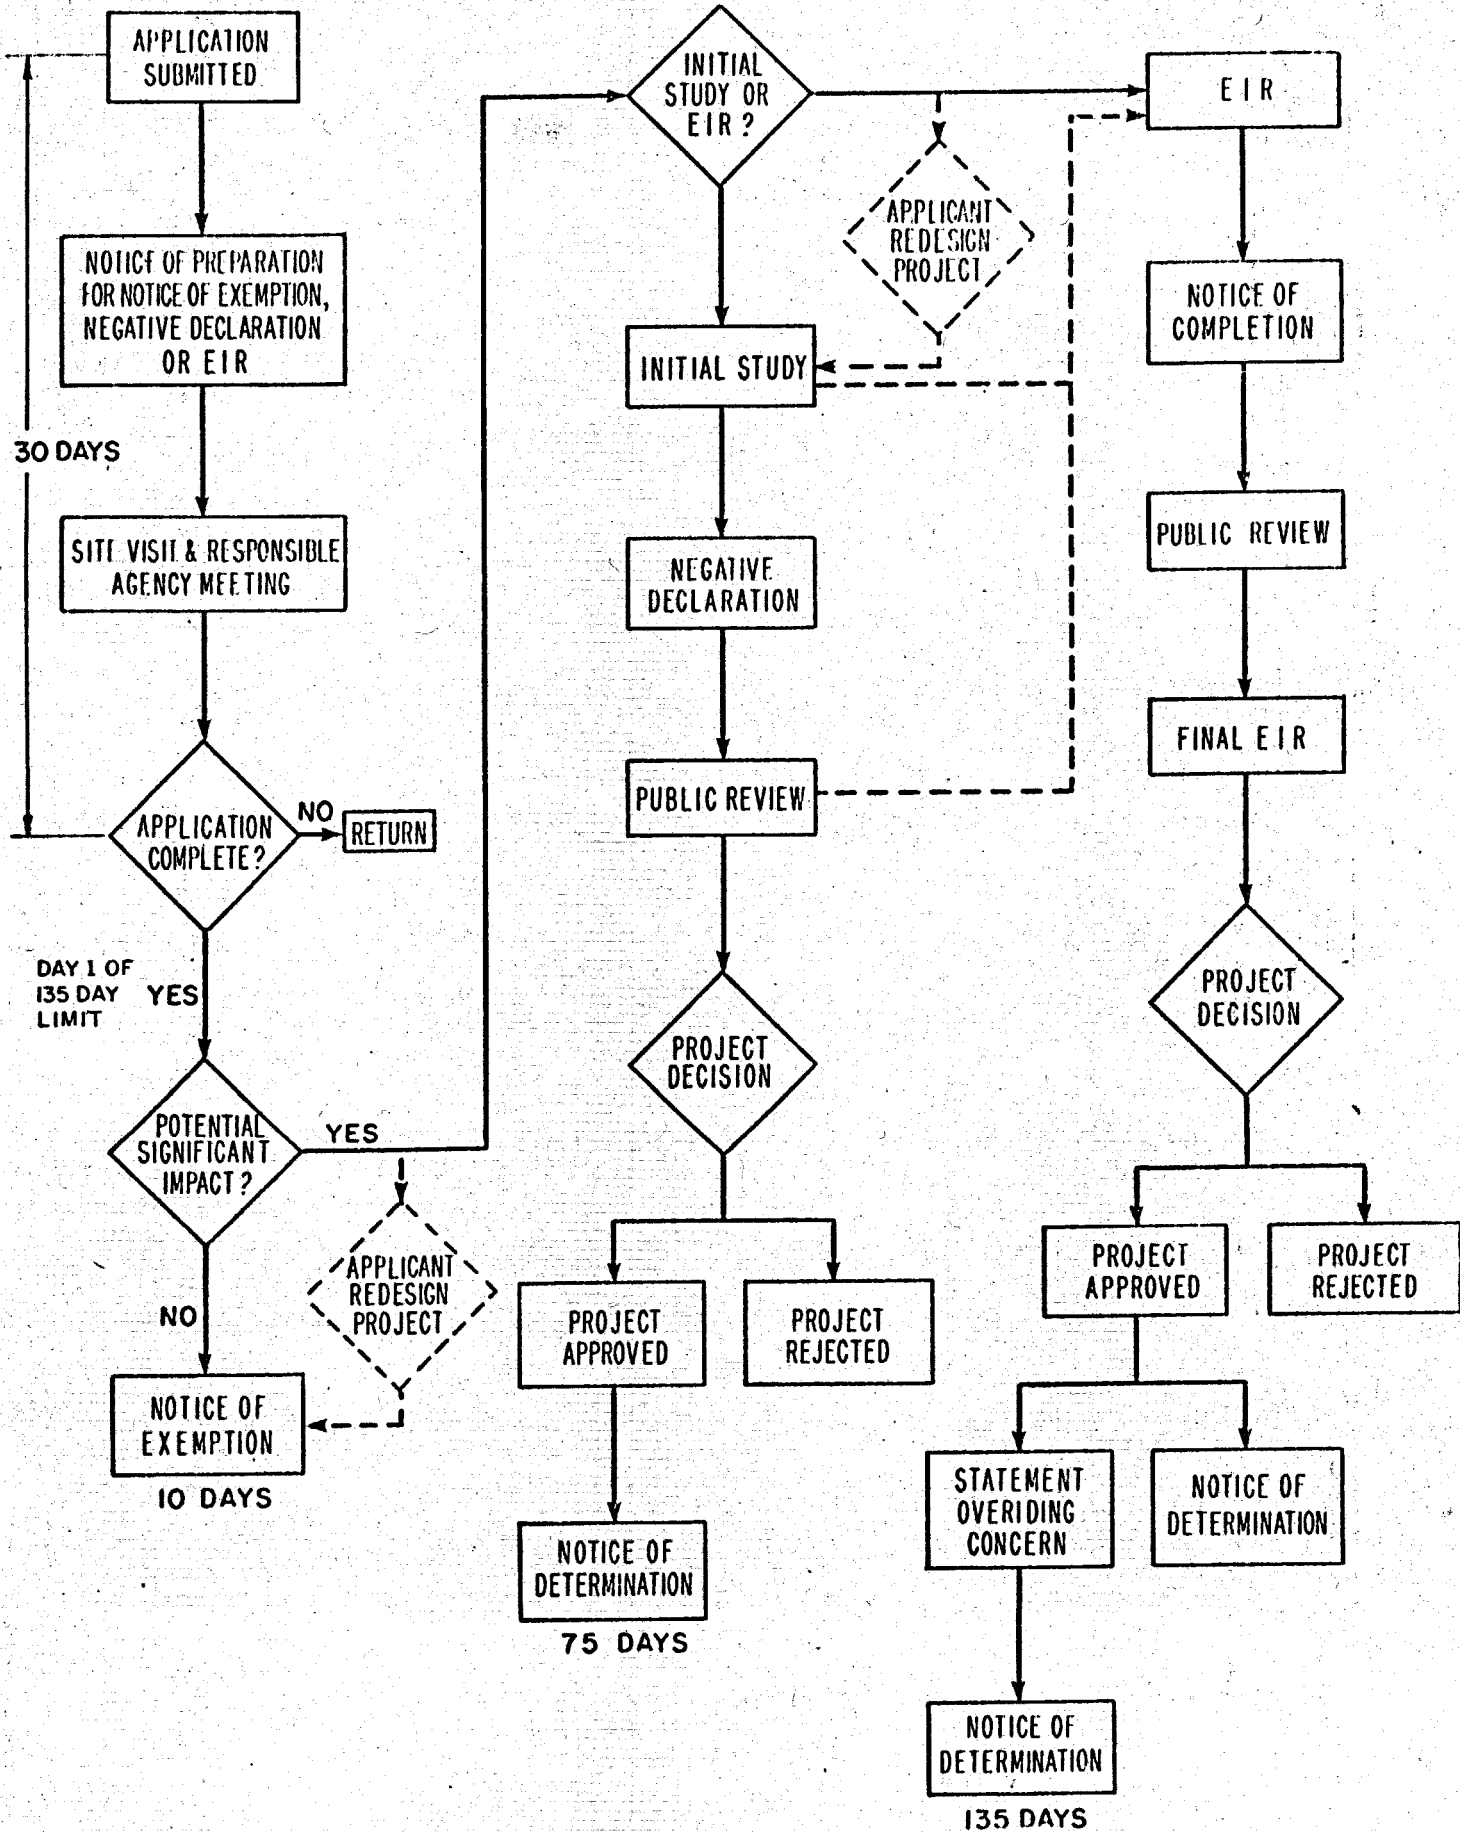 APPLICATION
SUBMITTED
NOTICE OF PREPARATION
FOR NOTICE OF EXEMPTION,
NEGATIVE DECLARATION
OR EIR
30 DAYS
SITE VISIT & RESPONSIBLE
AGENCY MEETING
APPLICATION
COMPLETE?
NO
RETURN
DAY 1 OF
135 DAY
LIMIT
YES
POTENTIAL
SIGNIFICANT
IMPACT?
YES
NO
APPLICANT
REDESIGN
PROJECT
NOTICE OF
EXEMPTION
10 DAYS
INITIAL
STUDY OR
EIR?
APPLICANT
REDESIGN
PROJECT
INITIAL STUDY
NEGATIVE
DECLARATION
PUBLIC REVIEW
PROJECT
DECISION
PROJECT
APPROVED
PROJECT
REJECTED
NOTICE OF
DETERMINATION
75 DAYS
EIR
NOTICE OF
COMPLETION
PUBLIC REVIEW
FINAL EIR
PROJECT
DECISION
PROJECT
APPROVED
PROJECT
REJECTED
STATEMENT
OVERIDING
CONCERN
NOTICE OF
DETERMINATION
NOTICE OF
DETERMINATION
135 DAYS